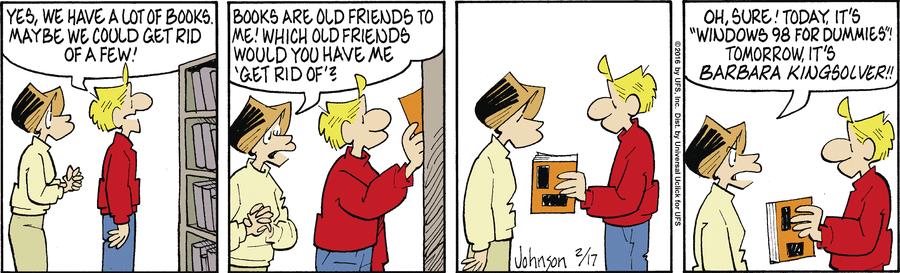 YES, WE HAVE A LOT OF BOOKS.
MAYBE WE COULD GET RID
OF A FEW!
BOOKS ARE OLD FRIENDS TO
ME! WHICH OLD FRIENDS
WOULD YOU HAVE ME
'GET RID OF'?
Johnson 2/17
©2016 by UFS, Inc. Dist. by Universal Uclick for UFS
OH, SURE! TODAY, IT'S
"WINDOWS 98 FOR DUMMIES"!
TOMORROW, IT'S
BARBARA KINGSOLVER!!